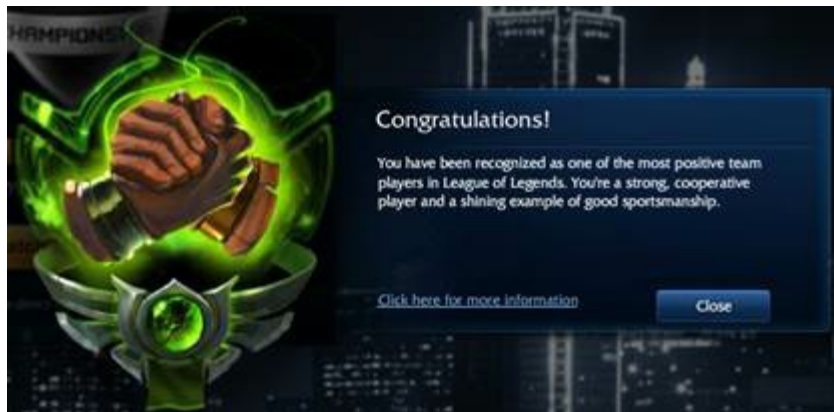 HAMPIONS
Congratulations!
You have been recognized as one of the most positive team
players in League of Legends. You're a strong, cooperative
player and a shining example of good sportsmanship.
Click here for more information
Close